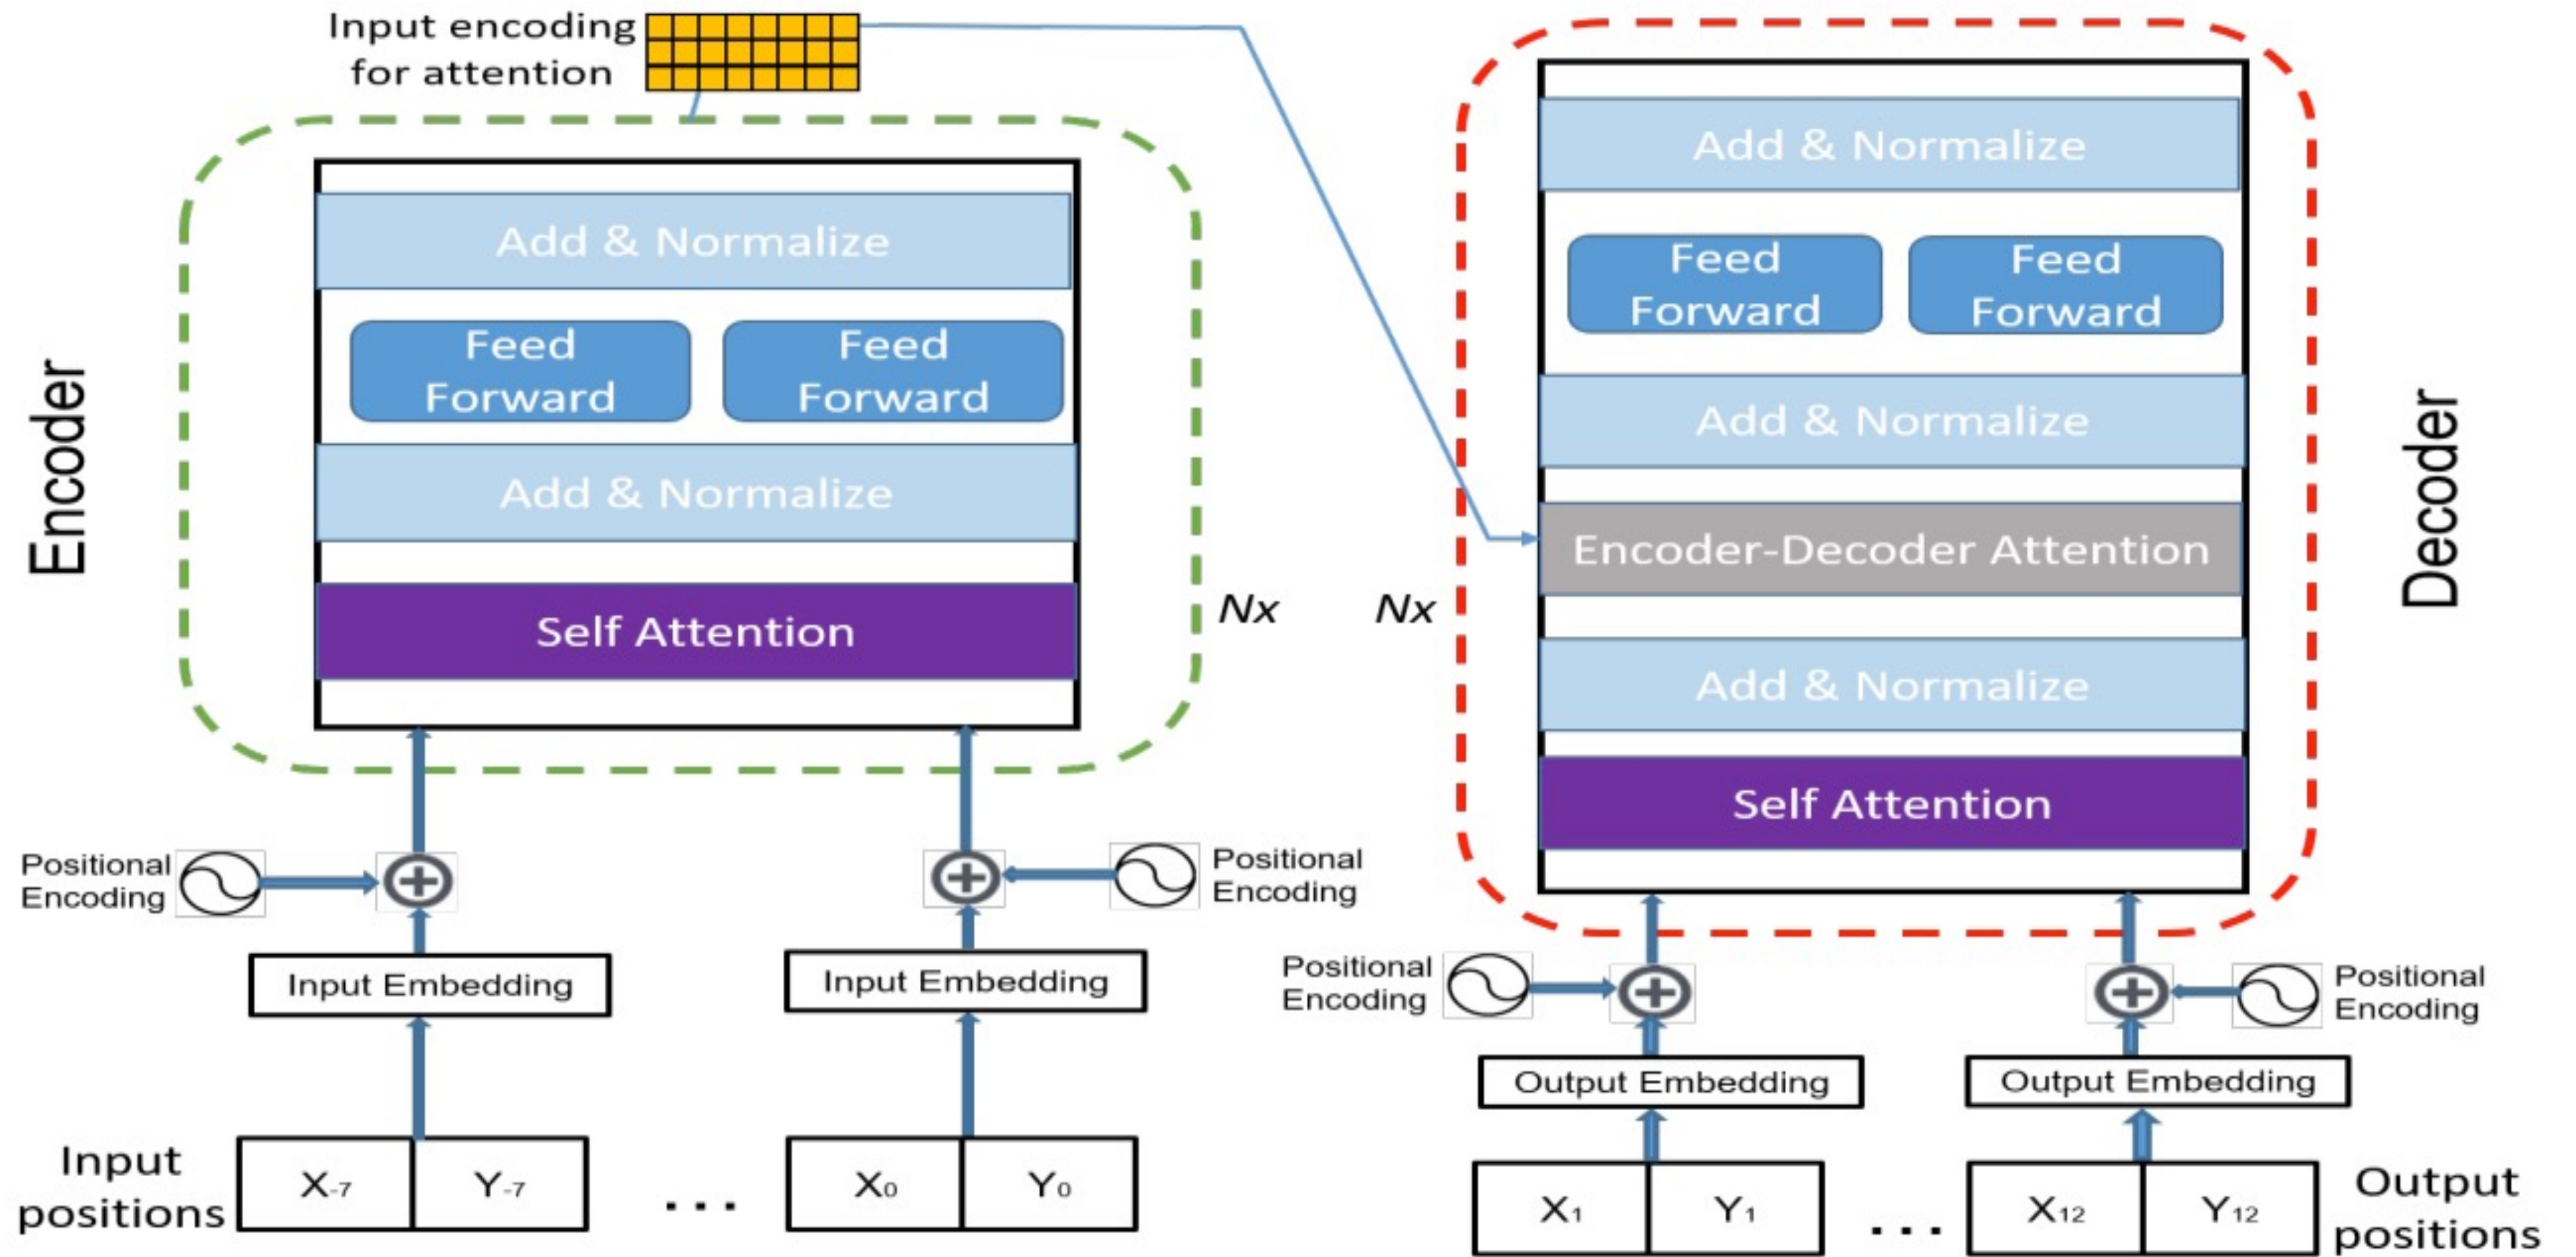 Input encoding
for attention
Encoder
Add & Normalize
Feed
Forward
Feed
Forward
Add & Normalize
Self Attention
Nx
Positional
Encoding
Positional
Encoding
Input Embedding
Input Embedding
Input
positions
X-7
Y-7
...
X0
Y0
Decoder
Add & Normalize
Feed
Forward
Feed
Forward
Add & Normalize
Encoder-Decoder Attention
Nx
Add & Normalize
Self Attention
Positional
Encoding
Positional
Encoding
Output Embedding
Output Embedding
X1
Y1
...
X12
Y12
Output
positions